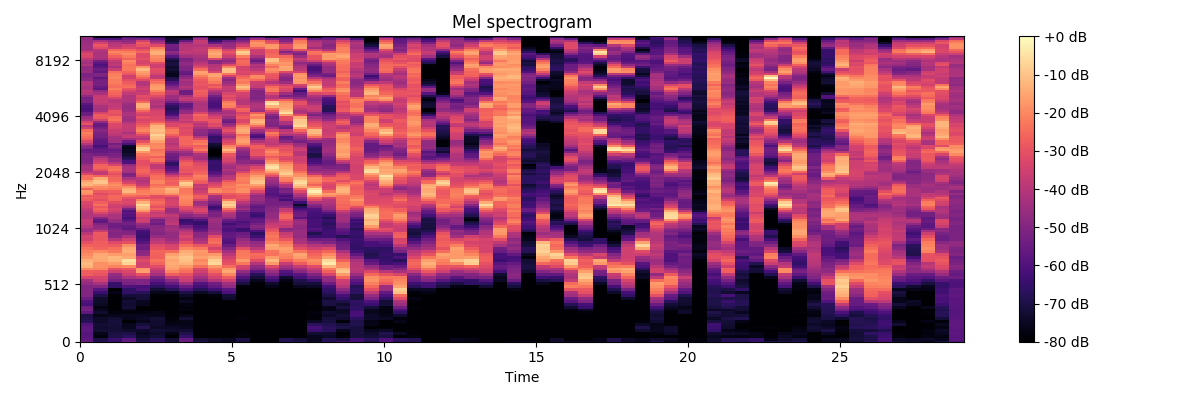 Mel spectrogram
Hz
8192
4096
2048
1024
512
0
0 5 10 15 20 25
Time
+0 dB
-10 dB
-20 dB
-30 dB
-40 dB
-50 dB
-60 dB
-70 dB
-80 dB